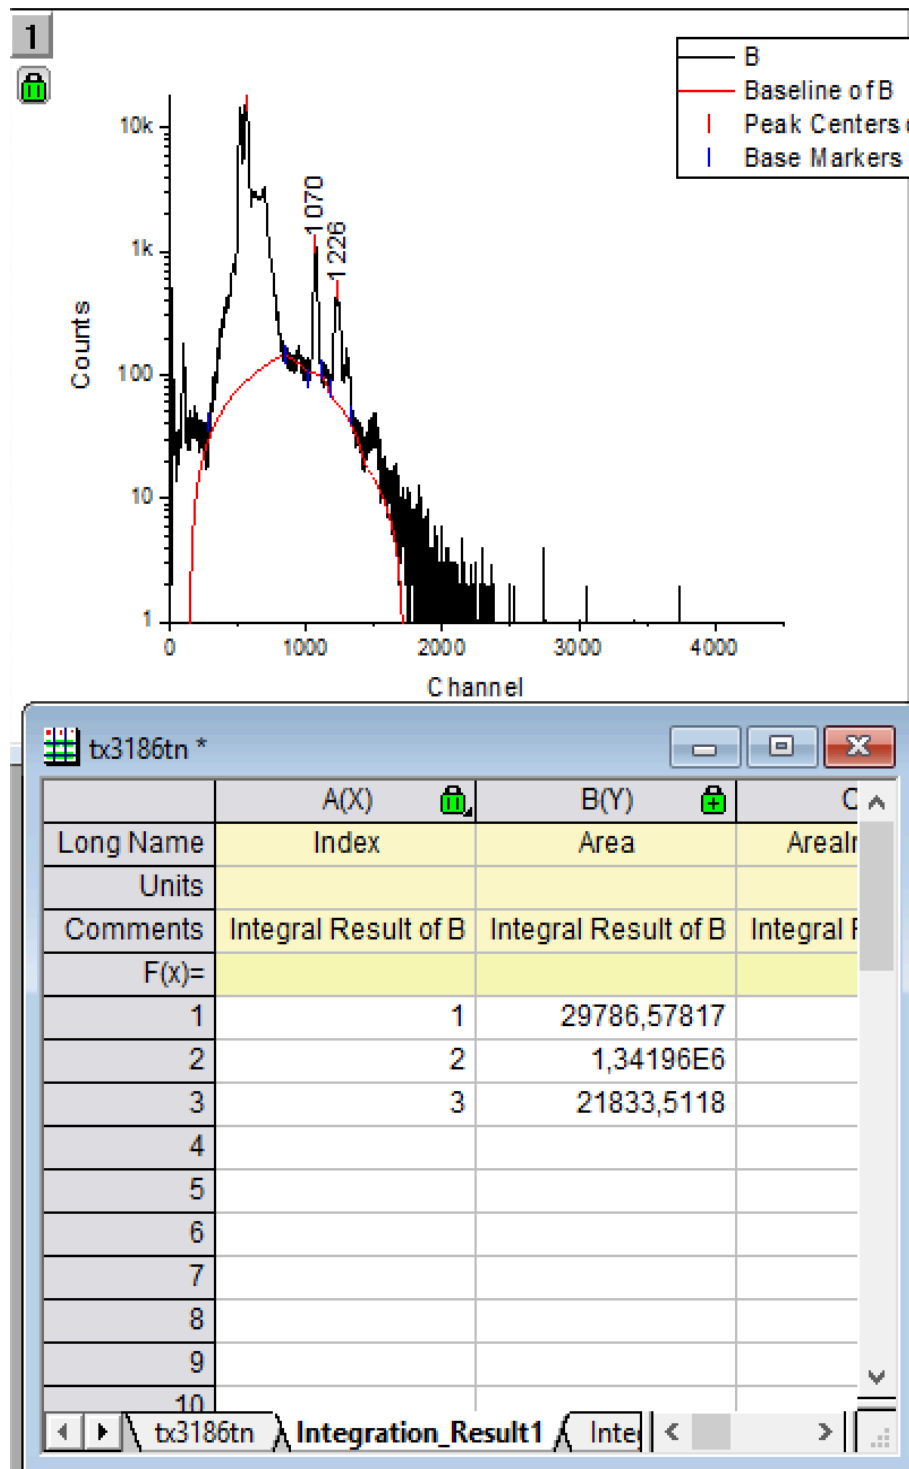 1
B
Baseline of B
Peak Centers
Base Markers
10k
1k
100
10
1
Counts
1070
1226
0 1000 2000 3000 4000
Channel
tx3186tn *
A(X) B(Y)
Long Name Index Area
Units
Comments Integral Result of B Integral Result of B Integral
F(x)=
1 1 29786,57817
2 2 1,34196E6
3 3 21833,5118
4
5
6
7
8
9
10
tx3186tn Integration_Result1